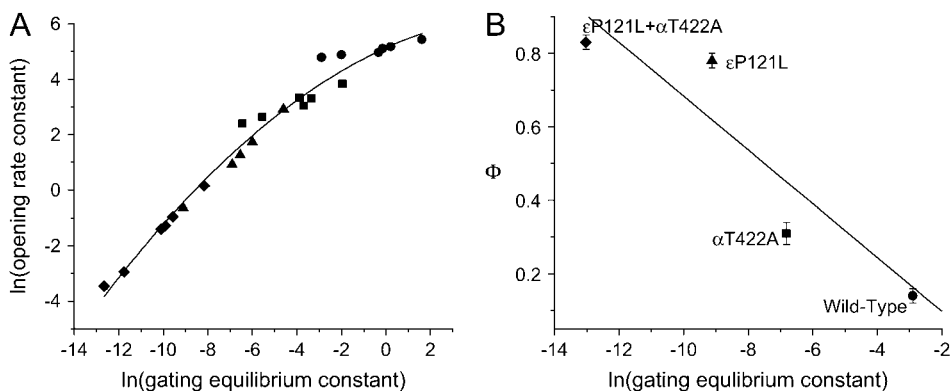 A
ln(opening rate constant)
6
4
2
0
-2
-4
-14 -12 -10 -8 -6 -4 -2 0 2
ln(gating equilibrium constant)
B
Φ
0.8
0.6
0.4
0.2
εP121L+αT422A
εP121L
αT422A
Wild-Type
-14 -12 -10 -8 -6 -4 -2
ln(gating equlibrium constant)